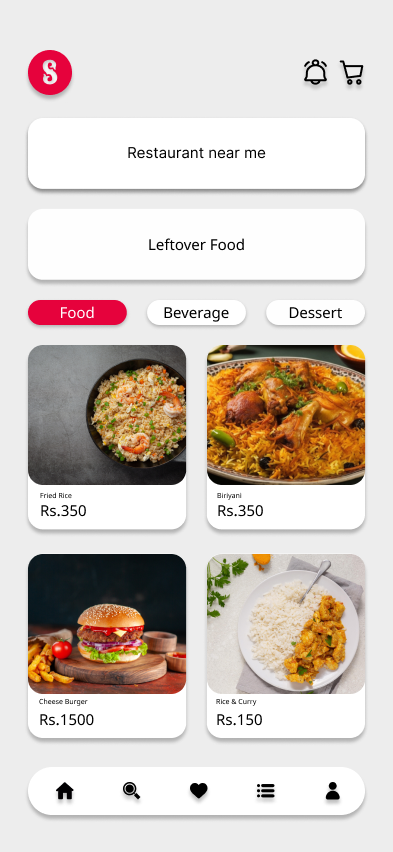 S
Restaurant near me
Leftover Food
Food Beverage Dessert
Fried Rice
Rs.350
Biriyani
Rs.350
Cheese Burger
Rs.1500
Rice & Curry
Rs.150